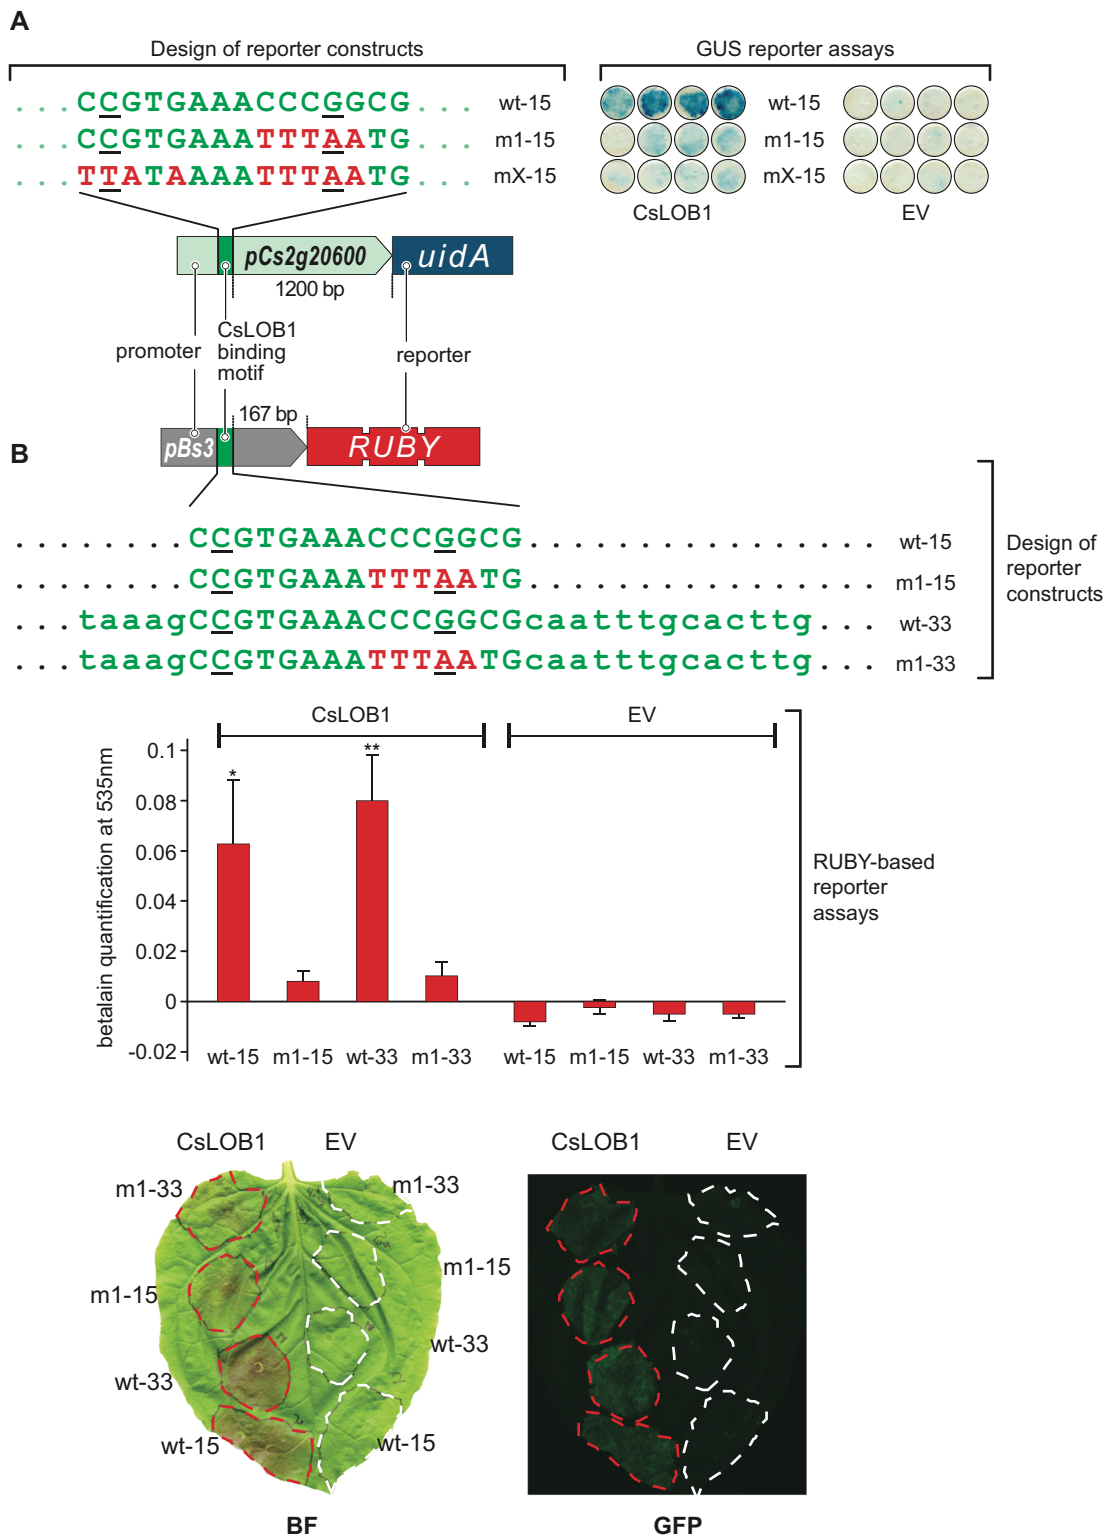 A
Design of reporter constructs
GUS reporter assays
. . . CCGTGAAACCCGGCG . . . wt-15
. . . CCGTGAAATTTAATG . . . m1-15
. . . TTATAAAATTTAATG . . . mX-15
wt-15
m1-15
mX-15
CsLOB1
EV
pCs2g20600
uidA
1200 bp
promoter
CsLOB1
binding
motif
reporter
167 bp
pBs3
RUBY
B
. . . . . . . . CCGTGAAACCCGGCG . . . . . . . . . . . . . . . . wt-15
. . . . . . . . CCGTGAAATTTAATG . . . . . . . . . . . . . . . . m1-15
. . . taaagCCGTGAAACCCGGCGcaatttgcacttg . . . wt-33
. . . taaagCCGTGAAATTTAATGcaatttgcacttg . . . m1-33
Design of
reporter
constructs
CsLOB1
EV
betalain quantification at 535nm
0.1
0.08
0.06
0.04
0.02
0
-0.02
*
**
wt-15 m1-15 wt-33 m1-33 wt-15 m1-15 wt-33 m1-33
RUBY-based
reporter
assays
CsLOB1 EV
m1-33
m1-15
wt-33
wt-15
m1-33
m1-15
wt-33
wt-15
BF
CsLOB1 EV
GFP